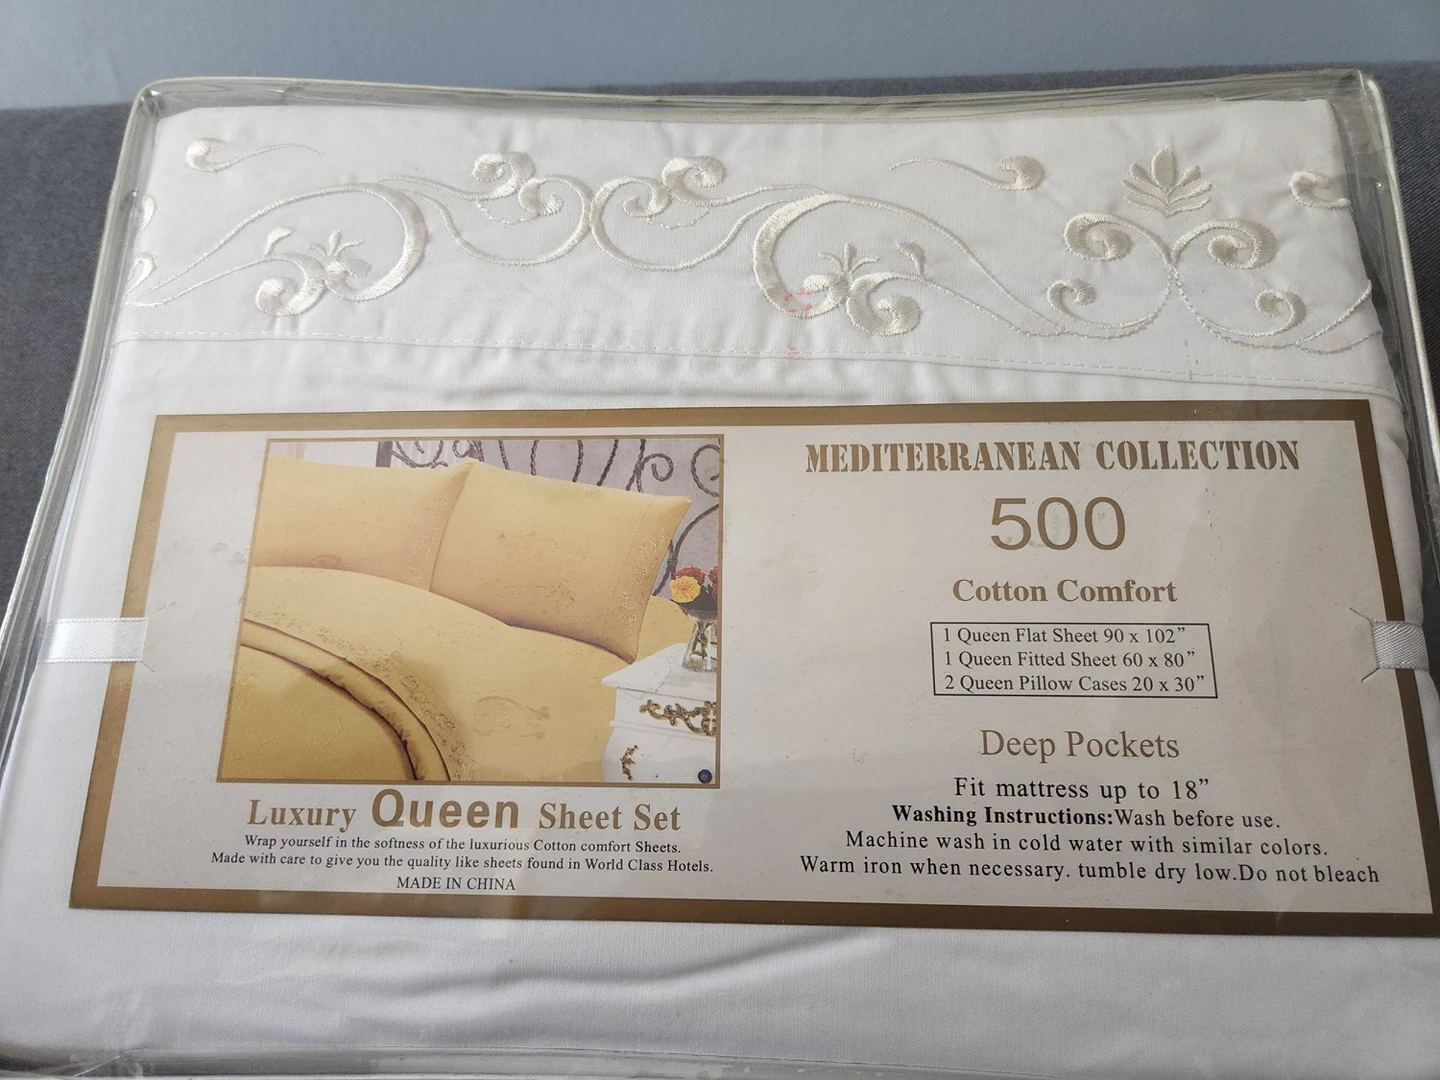 MEDITERRANEAN COLLECTION
500
Cotton Comfort
1 Queen Flat Sheet 90 x 102”
1 Queen Fitted Sheet 60 x 80”
2 Queen Pillow Cases 20 x 30”
Deep Pockets
Fit mattress up to 18”
Washing Instructions:Wash before use.
Machine wash in cold water with similar colors.
Warm iron when necessary. tumble dry low.Do not bleach
Luxury Queen Sheet Set
Wrap yourself in the softness of the luxurious Cotton comfort Sheets.
Made with care to give you the quality like sheets found in World Class Hotels.
MADE IN CHINA